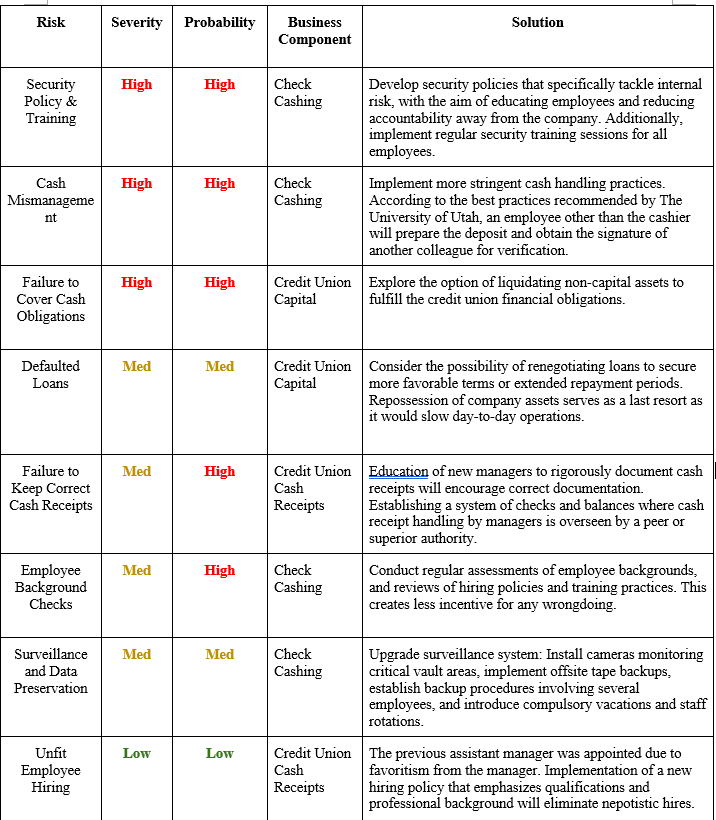 Risk Severity Probability Business Component Solution
Security Policy & Training High High Check Cashing
Develop security policies that specifically tackle internal
risk, with the aim of educating employees and reducing
accountability away from the company. Additionally,
implement regular security training sessions for all
employees.
Cash Mismanageme nt High High Check Cashing
Implement more stringent cash handling practices.
According to the best practices recommended by The
University of Utah, an employee other than the cashier
will prepare the deposit and obtain the signature of
another colleague for verification.
Failure to Cover Cash Obligations High High Credit Union Capital
Explore the option of liquidating non-capital assets to
fulfill the credit union financial obligations.
Defaulted Loans Med Med Credit Union Capital
Consider the possibility of renegotiating loans to secure
more favorable terms or extended repayment periods.
Repossession of company assets serves as a last resort as
it would slow day-to-day operations.
Failure to Keep Correct Cash Receipts Med High Credit Union Cash Receipts
Education of new managers to rigorously document cash
receipts will encourage correct documentation.
Establishing a system of checks and balances where cash
receipt handling by managers is overseen by a peer or
superior authority.
Employee Background Checks Med High Check Cashing
Conduct regular assessments of employee backgrounds,
and reviews of hiring policies and training practices. This
creates less incentive for any wrongdoing.
Surveillance and Data Preservation Med Med Check Cashing
Upgrade surveillance system: Install cameras monitoring
critical vault areas, implement offsite tape backups,
establish backup procedures involving several
employees, and introduce compulsory vacations and staff
rotations.
Unfit Employee Hiring Low Low Credit Union Cash Receipts
The previous assistant manager was appointed due to
favoritism from the manager. Implementation of a new
hiring policy that emphasizes qualifications and
professional background will eliminate nepotistic hires.